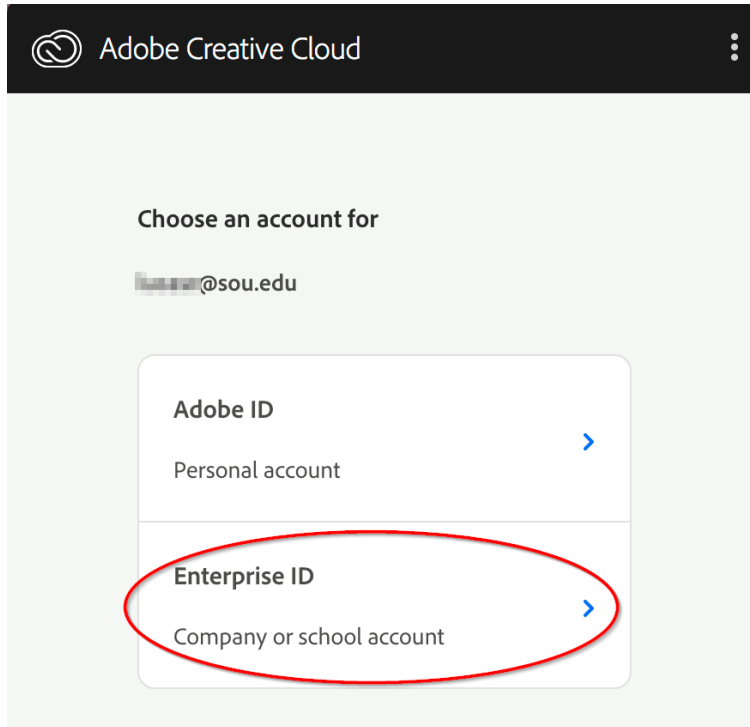 Adobe Creative Cloud
Choose an account for
@sou.edu
Adobe ID
Personal account
Enterprise ID
Company or school account